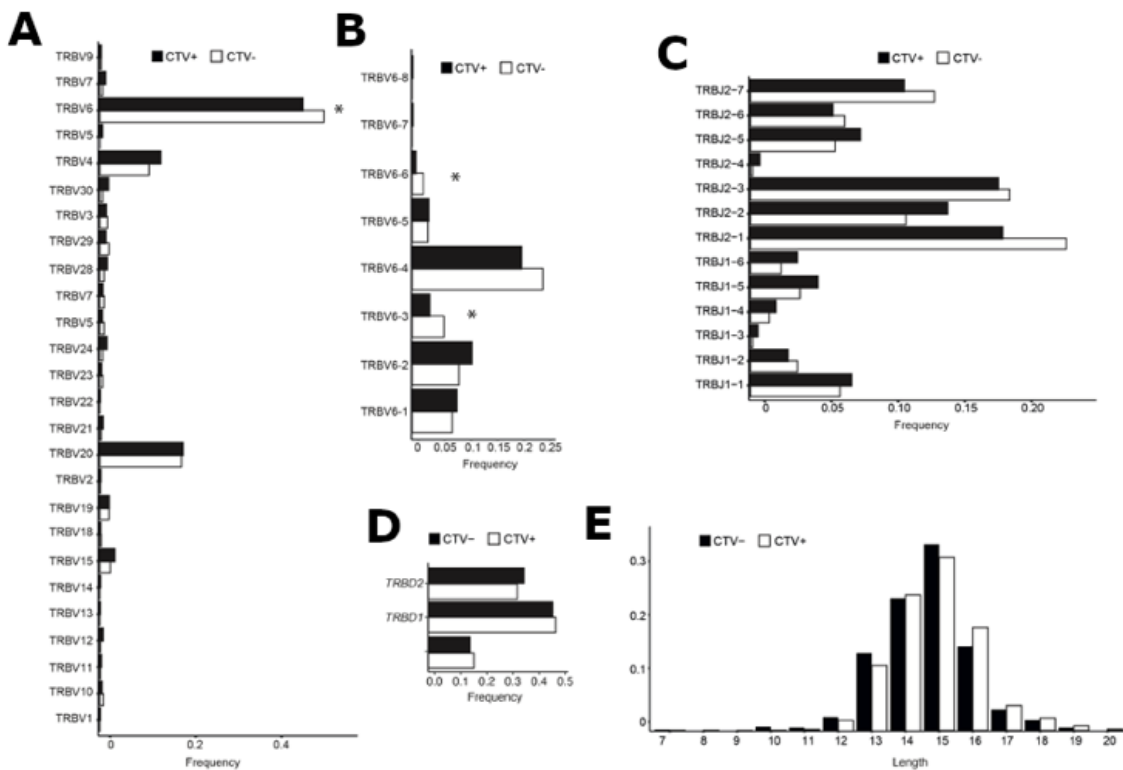 A
CTV+ CTV-
TRBV9
TRBV7
TRBV6
*
TRBV5
TRBV4
TRBV30
TRBV3
TRBV29
TRBV28
TRBV7
TRBV5
TRBV24
TRBV23
TRBV22
TRBV21
TRBV20
TRBV2
TRBV19
TRBV18
TRBV15
TRBV14
TRBV13
TRBV12
TRBV11
TRBV10
TRBV1
0 0.2 0.4
Frequency
B
CTV+ CTV-
TRBV6-8
TRBV6-7
TRBV6-6
*
TRBV6-5
TRBV6-4
TRBV6-3
*
TRBV6-2
TRBV6-1
0 0.05 0.1 0.15 0.2 0.25
Frequency
C
CTV+ CTV-
TRBJ2-7
TRBJ2-6
TRBJ2-5
TRBJ2-4
TRBJ2-3
TRBJ2-2
TRBJ2-1
TRBJ1-6
TRBJ1-5
TRBJ1-4
TRBJ1-3
TRBJ1-2
TRBJ1-1
0 0.05 0.10 0.15 0.20
Frequency
D
CTV− CTV+
TRBD2
TRBD1
0.0 0.1 0.2 0.3 0.4 0.5
Frequency
E
CTV− CTV+
0.3
0.2
0.1
0
7 8 9 10 11 12 13 14 15 16 17 18 19 20
Length